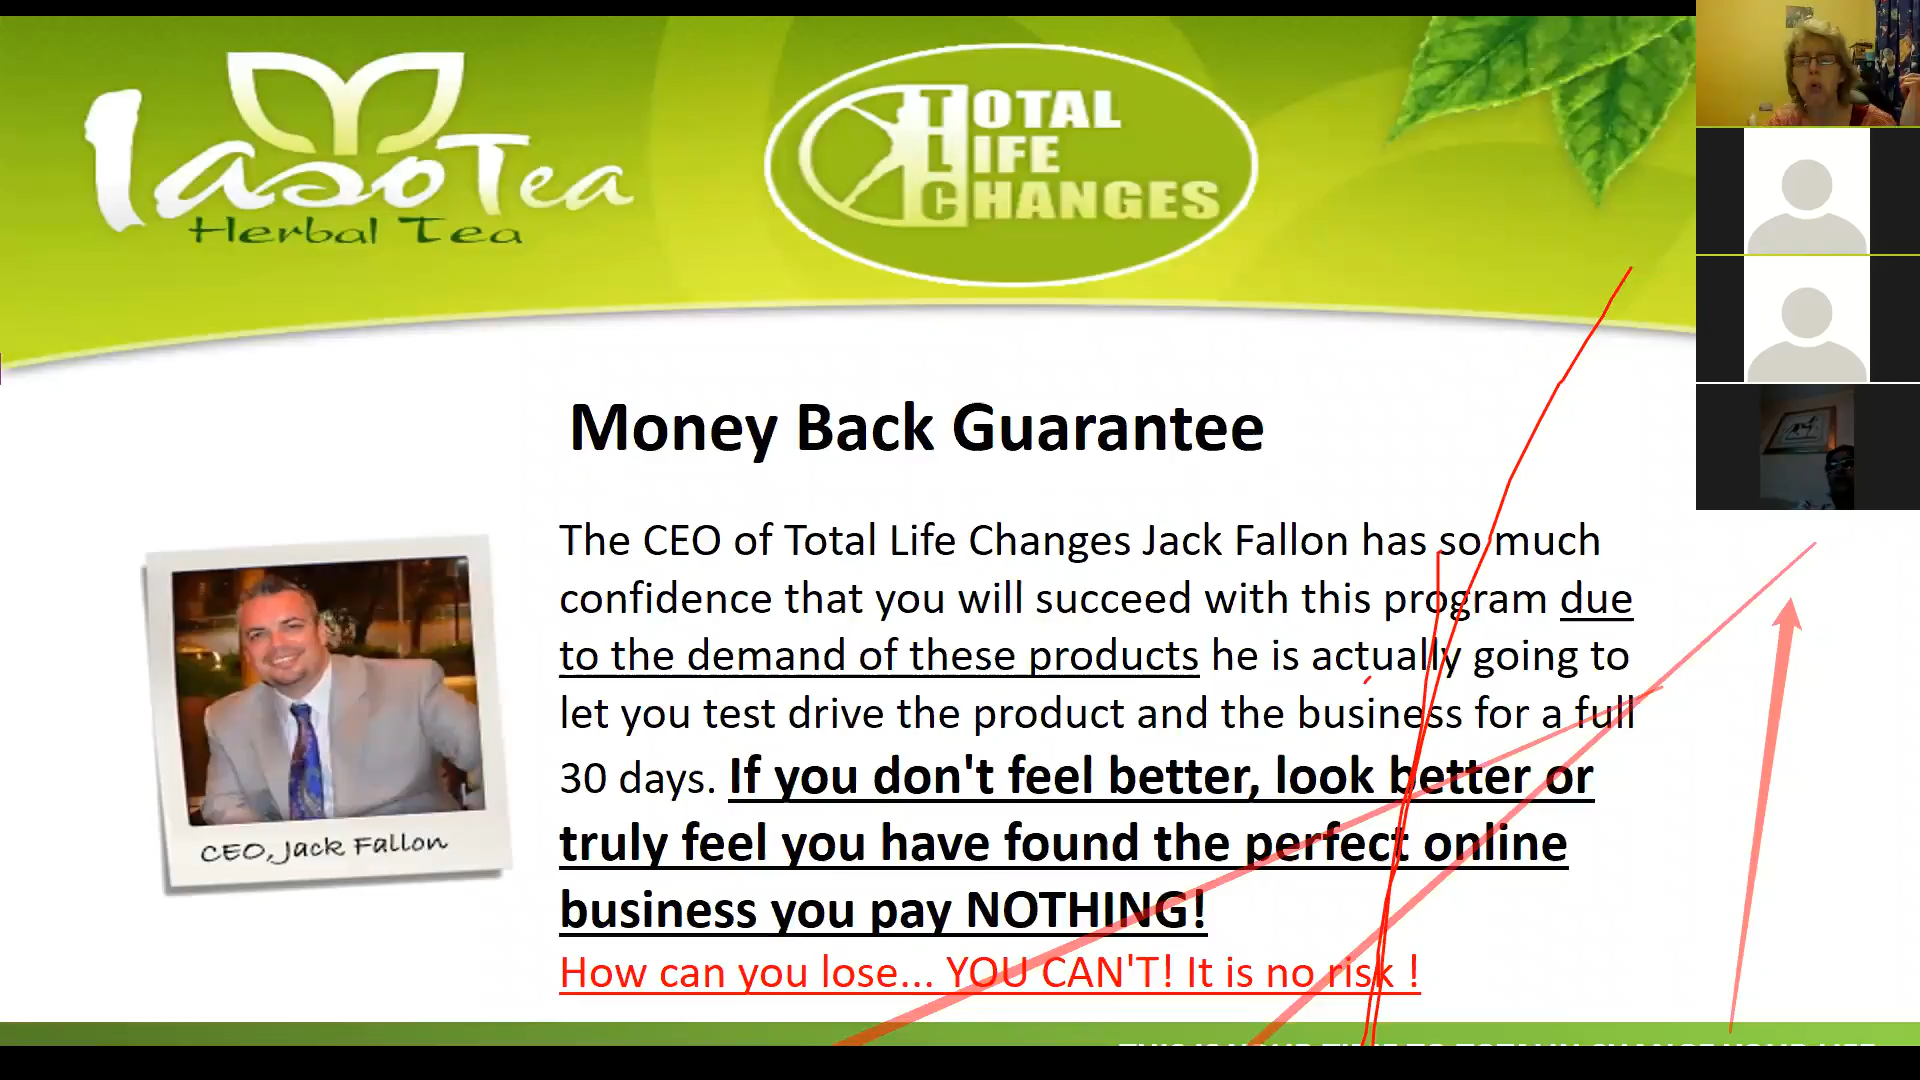 Iaso Tea
Herbal Tea
TOTAL
LIFE
CHANGES
Money Back Guarantee
The CEO of Total Life Changes Jack Fallon has so much
confidence that you will succeed with this program due
to the demand of these products he is actually going to
let you test drive the product and the business for a full
30 days. If you don't feel better, look better or
truly feel you have found the perfect online
business you pay NOTHING!
How can you lose... YOU CAN'T! It is no risk !
CEO, Jack Fallon